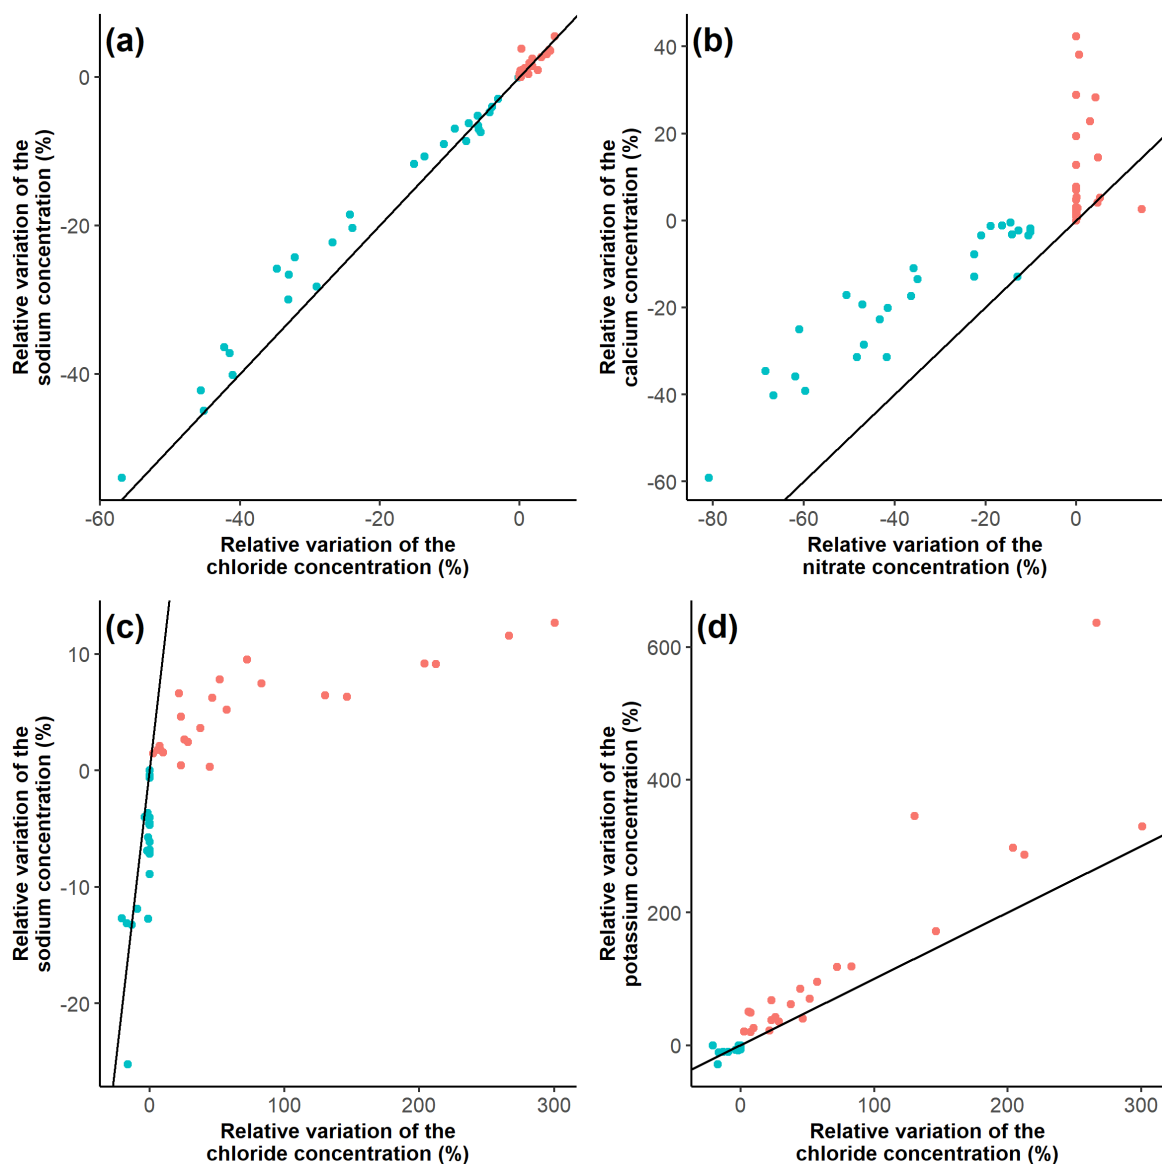 (a)
Relative variation of the
sodium concentration (%)
0
-20
-40
-60
-40
-20
0
Relative variation of the
chloride concentration (%)
(b)
Relative variation of the
calcium concentration (%)
40
20
0
-20
-40
-60
-80
-60
-40
-20
0
Relative variation of the
nitrate concentration (%)
(c)
Relative variation of the
sodium concentration (%)
10
0
-10
-20
0
100
200
300
Relative variation of the
chloride concentration (%)
(d)
Relative variation of the
potassium concentration (%)
600
400
200
0
0
100
200
300
Relative variation of the
chloride concentration (%)